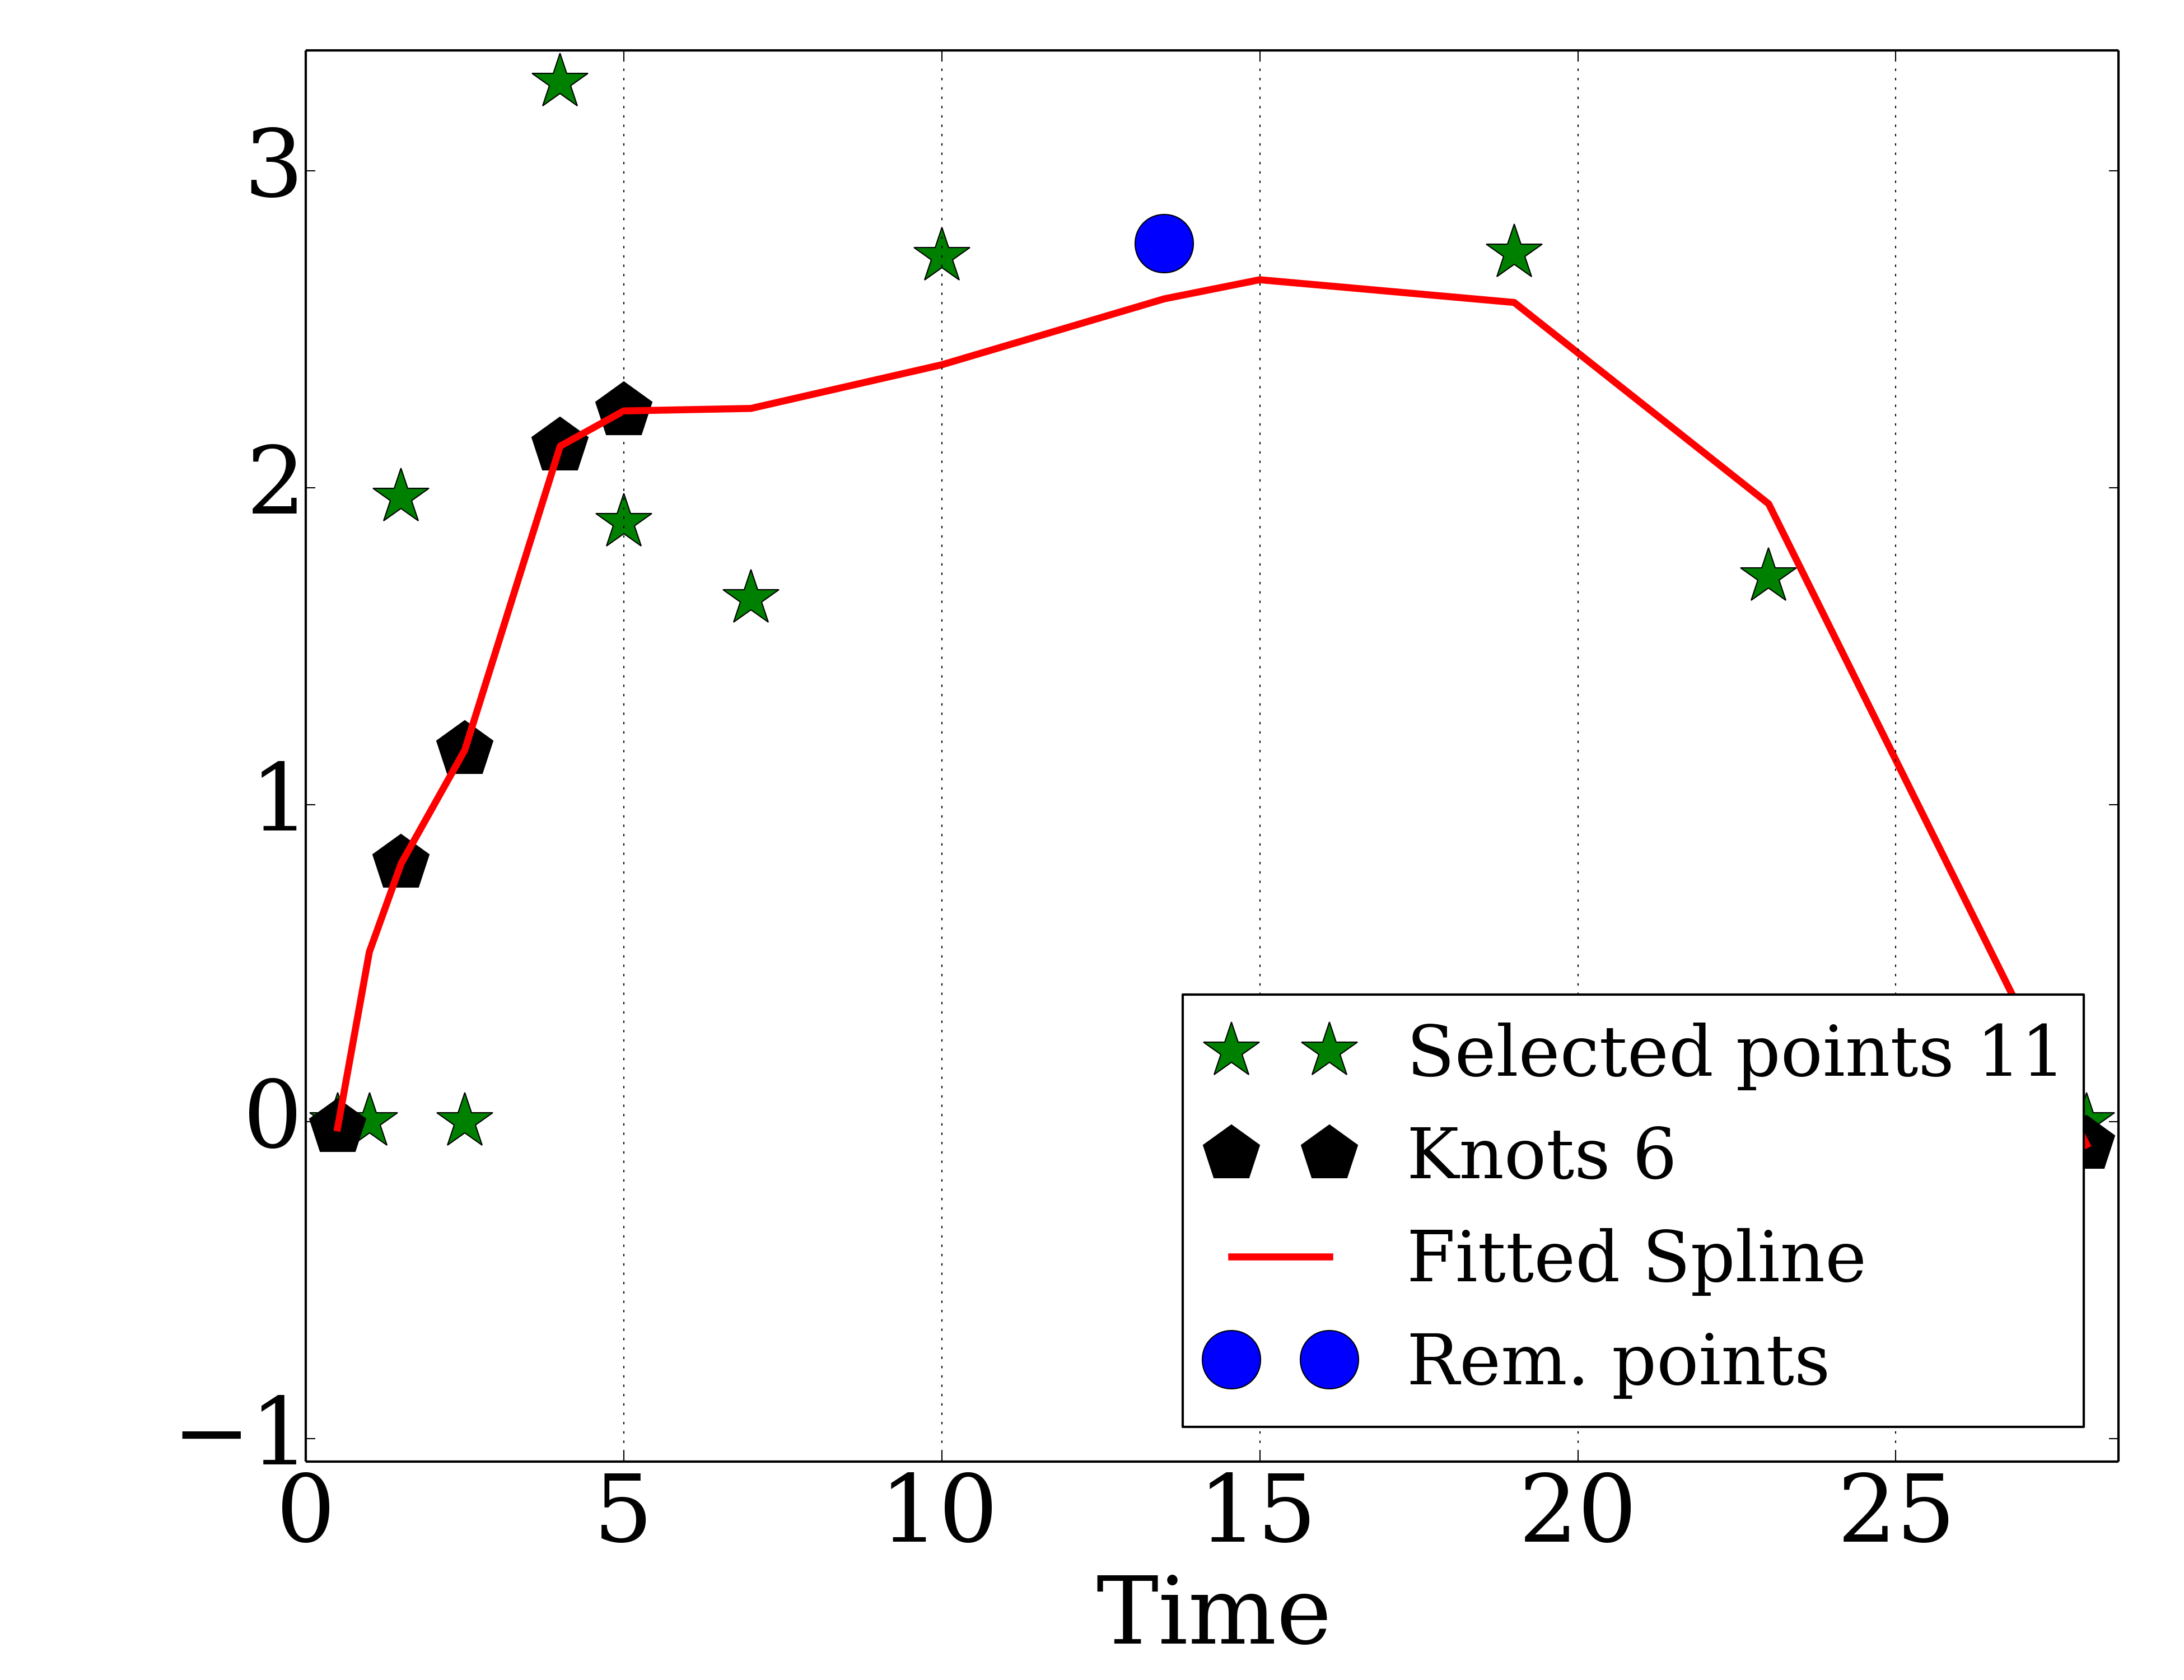 3
2
1
0
−1
0 5 10 15 20 25
Time
Selected points 11
Knots 6
Fitted Spline
Rem. points